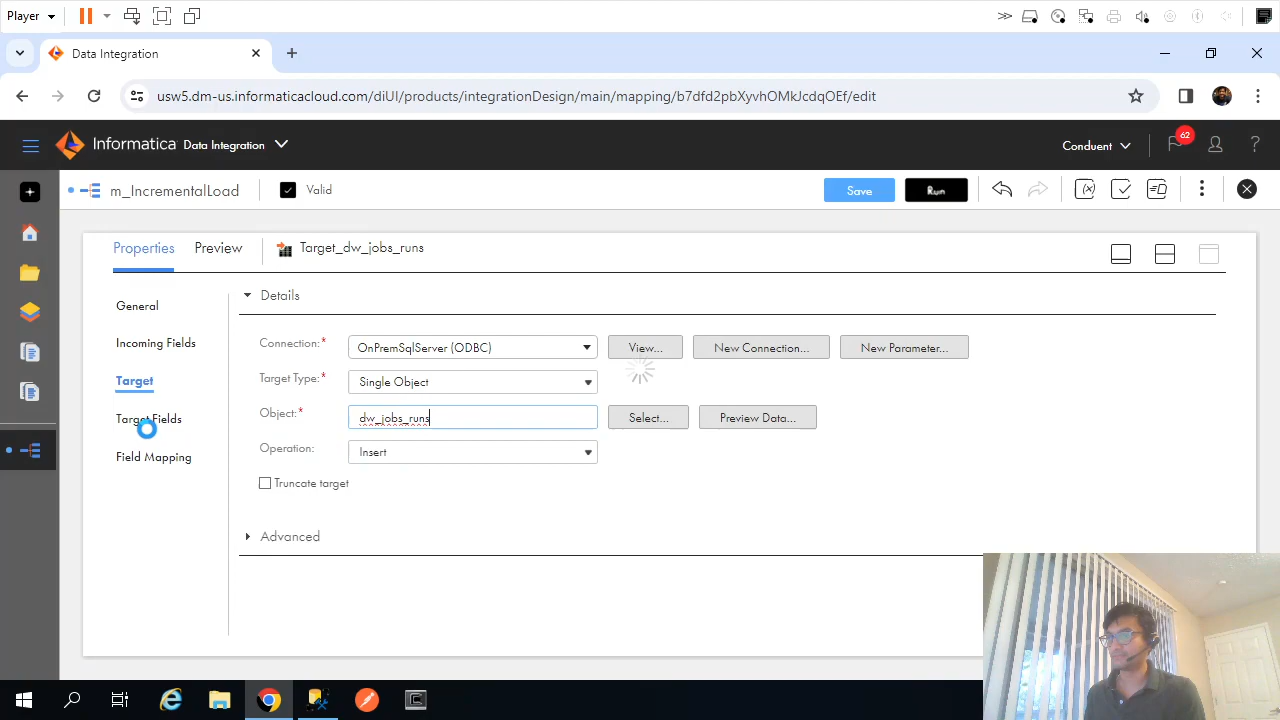 Player
Data Integration
usw5.dm-us.informaticacloud.com/diUI/products/integrationDesign/main/mapping/b7dfd2pbXyvhOMkJcdqOEf/edit
Informatica Data Integration
Conduent
62
m_IncrementalLoad
Valid
Save
Run
Properties
Preview
Target_dw_jobs_runs
General
Incoming Fields
Target
Target Fields
Field Mapping
Details
Connection:* OnPremSqlServer (ODBC) View... New Connection... New Parameter...
Target Type:* Single Object
Object:* dw_jobs_runs Select... Preview Data...
Operation: Insert
Truncate target
Advanced